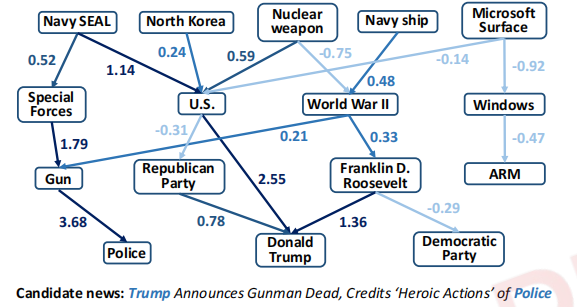 Navy SEAL
North Korea
Nuclear
weapon
Navy ship
Microsoft
Surface
0.52
1.14
0.24
0.59
-0.75
0.48
-0.14
-0.92
Special
Forces
U.S.
World War II
Windows
1.79
-0.31
0.21
0.33
-0.47
Gun
Republican
Party
2.55
Franklin D.
Roosevelt
ARM
3.68
0.78
1.36
-0.29
Police
Donald
Trump
Democratic
Party
Candidate news: Trump Announces Gunman Dead, Credits ‘Heroic Actions’ of Police